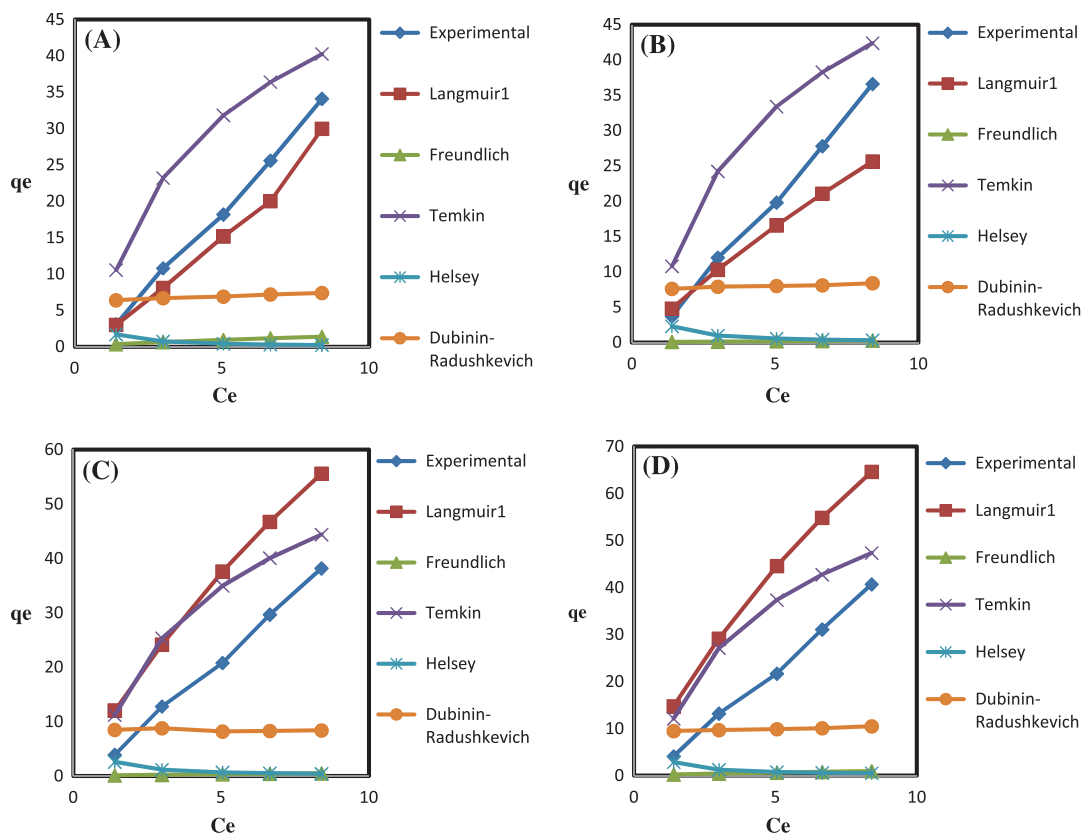 (A)
45
40
35
30
25
20
15
10
5
0
qe
0
5
10
Ce
Experimental
Langmuir1
Freundlich
Temkin
Helsey
Dubinin-
Radushkevich
(B)
45
40
35
30
25
20
15
10
5
0
qe
0
5
10
Ce
Experimental
Langmuir1
Freundlich
Temkin
Helsey
Dubinin-
Radushkevich
(C)
60
50
40
30
20
10
0
qe
0
5
10
Ce
Experimental
Langmuir1
Freundlich
Temkin
Helsey
Dubinin-
Radushkevich
(D)
70
60
50
40
30
20
10
0
qe
0
5
10
Ce
Experimental
Langmuir1
Freundlich
Temkin
Helsey
Dubinin-
Radushkevich